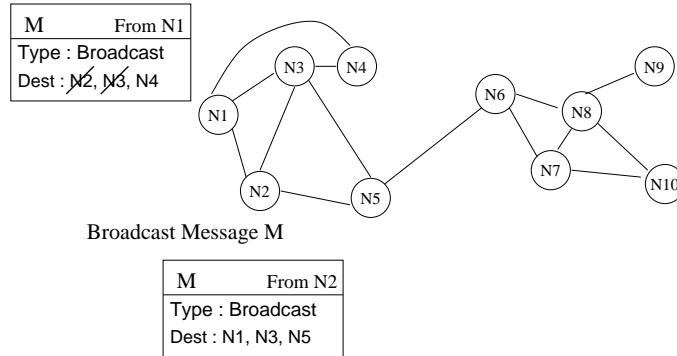 M From N1
Type : Broadcast
Dest : N2, N3, N4
N3
N4
N1
N2
N5
N6
N8
N9
N7
N10
Broadcast Message M
M From N2
Type : Broadcast
Dest : N1, N3, N5